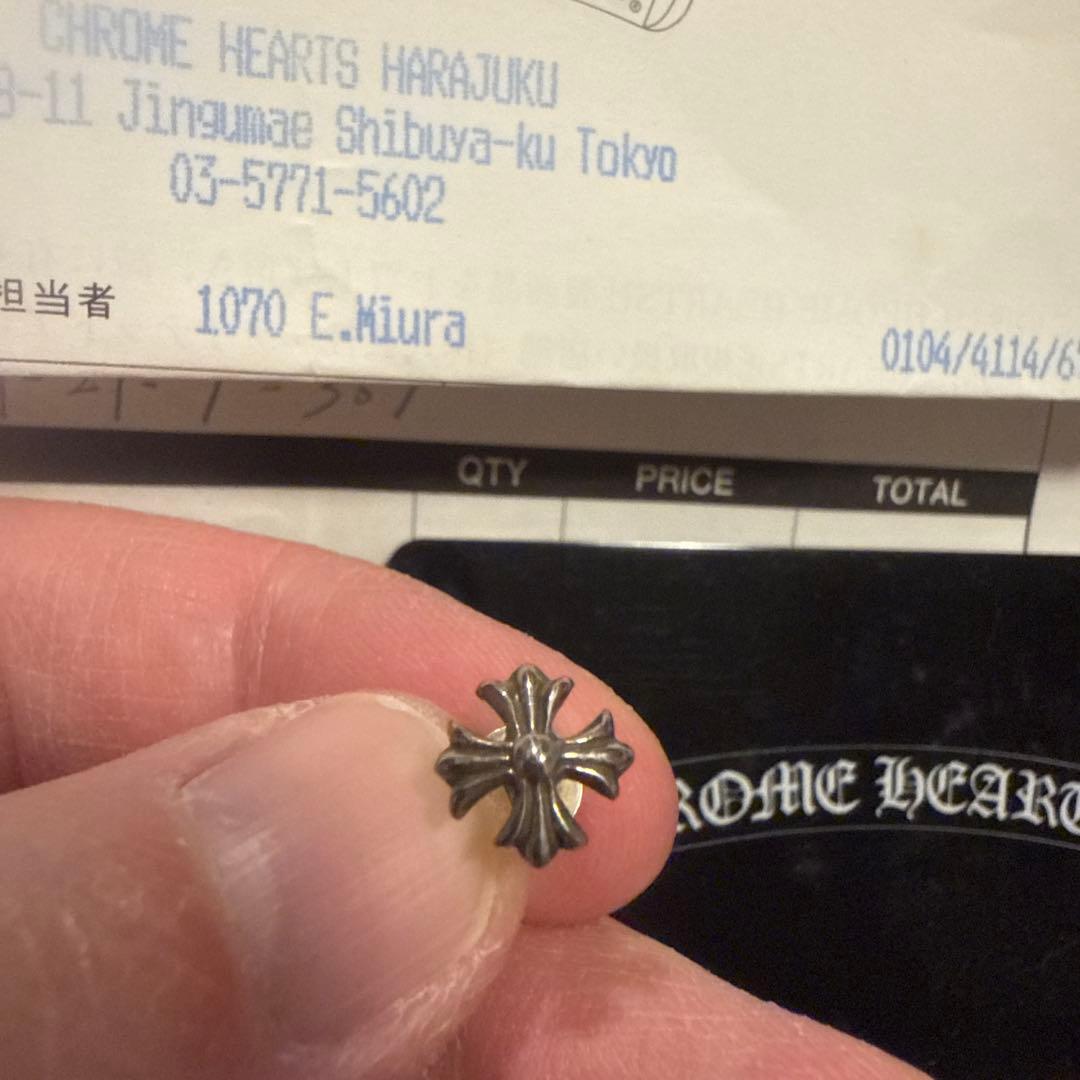 CHROME HEARTS HARAJUKU
-11 Jingumae Shibuya-ku Tokyo
03-5771-5602
担当者 1070 E.Miura
0104/4114/6
QTY PRICE TOTAL
ROME HEART